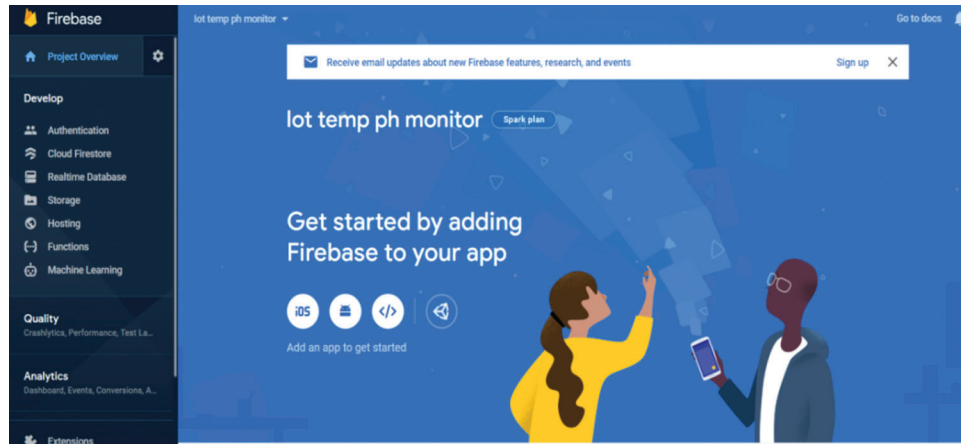 Firebase
Iot temp ph monitor
Go to docs
Project Overview
Receive email updates about new Firebase features, research, and events
Sign up
Develop
Authentication
Cloud Firestore
Realtime Database
Storage
Hosting
Functions
Machine Learning
Quality
Crashlytics, Performance, Test La...
Analytics
Dashboard, Events, Conversions, A...
Extensions
Iot temp ph monitor
Spark plan
Get started by adding
Firebase to your app
iOS
</>
Add an app to get started